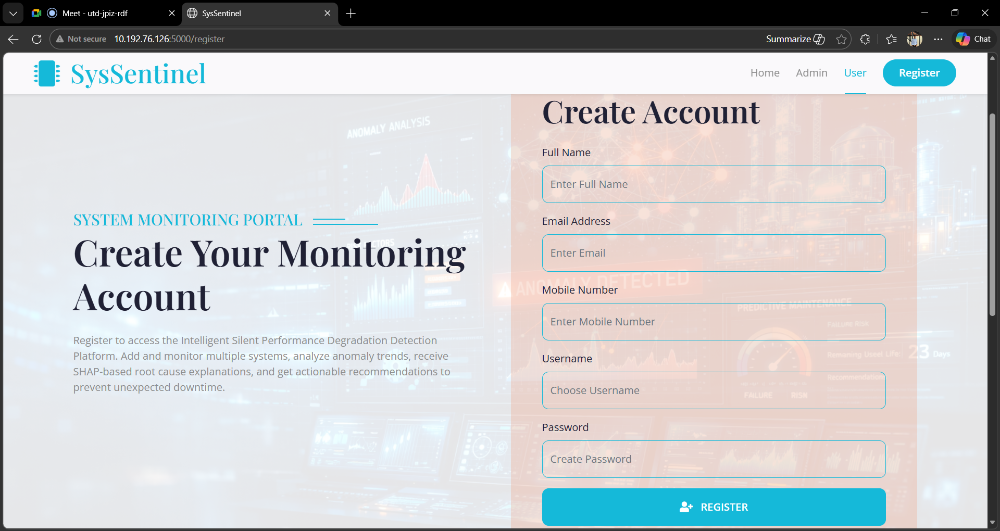 Meet - utd-jpiz-rdf
SysSentinel
Not secure 10.192.76.126:5000/register
Summarize
Chat
SysSentinel
Home Admin User Register
ANOMALY ANALYSIS
SYSTEM MONITORING PORTAL
Create Your Monitoring
Account
Register to access the Intelligent Silent Performance Degradation Detection
Platform. Add and monitor multiple systems, analyze anomaly trends, receive
SHAP-based root cause explanations, and get actionable recommendations to
prevent unexpected downtime.
Create Account
Full Name
Enter Full Name
Email Address
Enter Email
ANOMALY DETECTED
Mobile Number
Enter Mobile Number
PREDICTIVE MAINTENANCE
FAILURE RISK
Remaning Useel Life!
23 Days
Recommendation
FAILURE RISN
Username
Choose Username
Password
Create Password
REGISTER